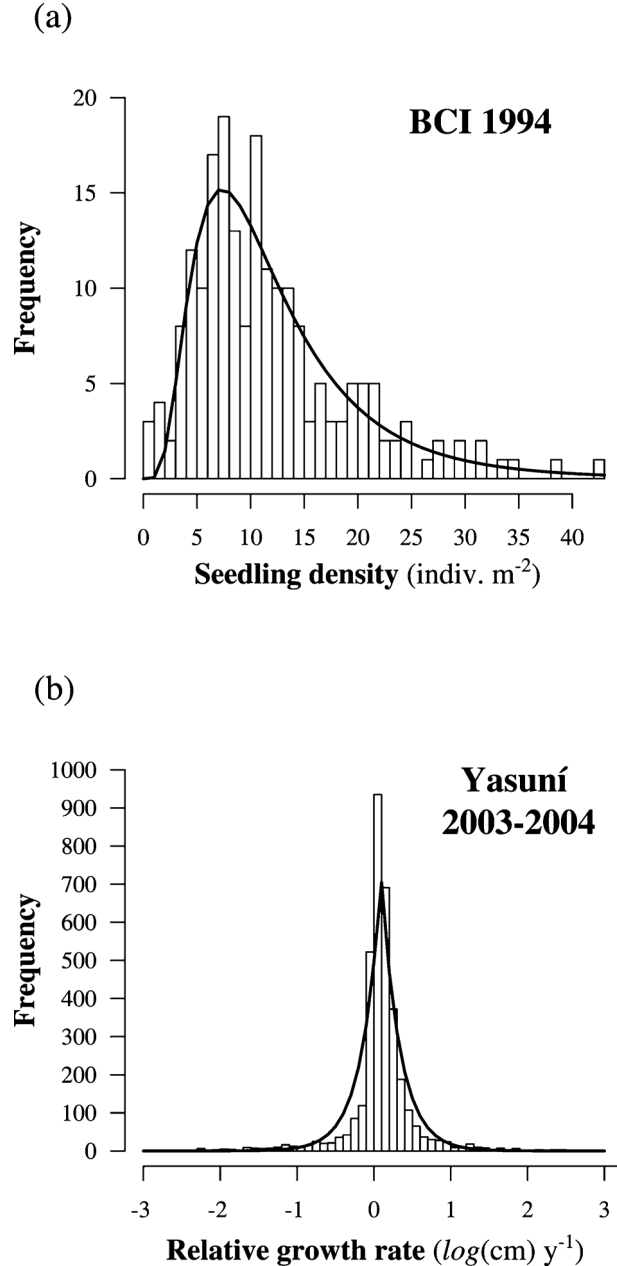 (a)
BCI 1994
20
15
10
5
0
Frequency
0 5 10 15 20 25 30 35 40
Seedling density (indiv. m-2)
(b)
Yasuní
2003-2004
1000
900
800
700
600
500
400
300
200
100
0
Frequency
-3 -2 -1 0 1 2 3
Relative growth rate (log(cm) y-1)